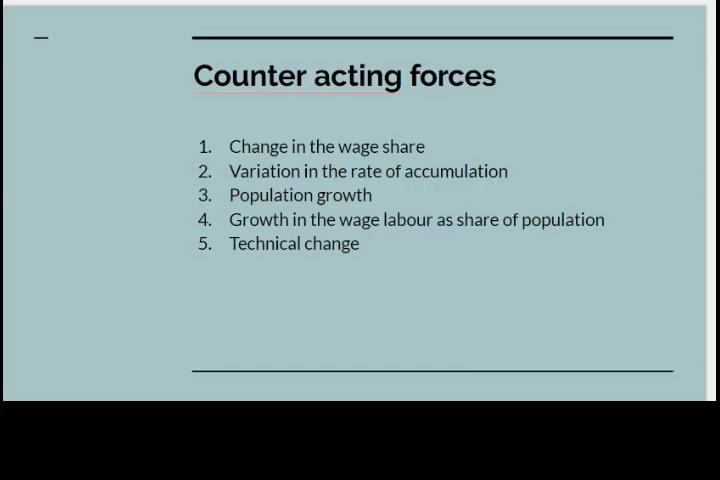 Counter acting forces
1. Change in the wage share
2. Variation in the rate of accumulation
3. Population growth
4. Growth in the wage labour as share of population
5. Technical change